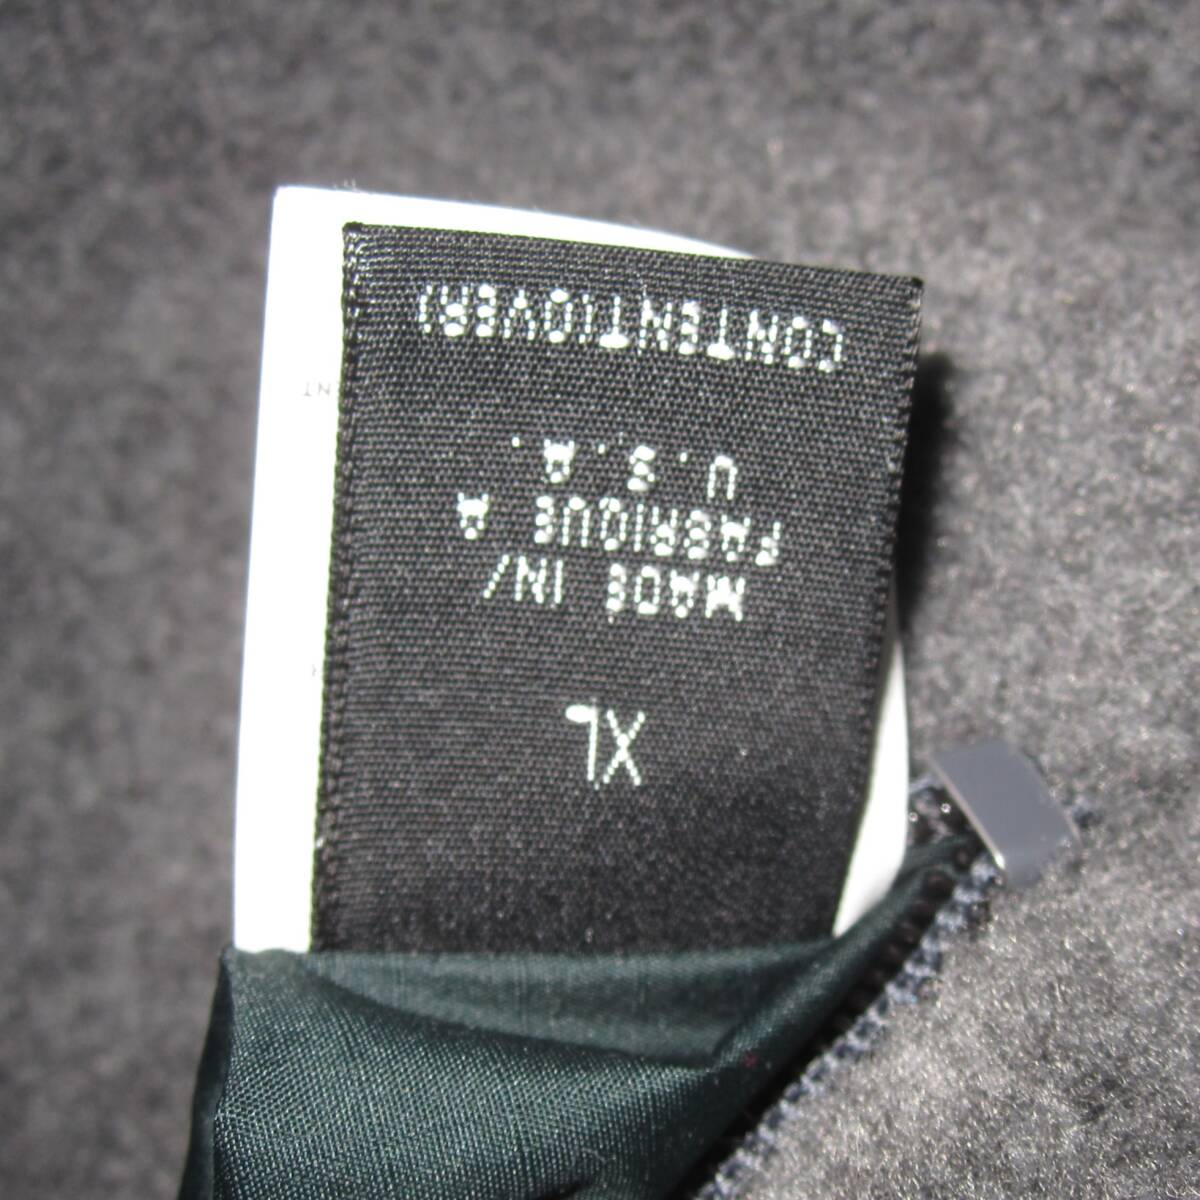 XL
MADE IN/
FABRIQUE A
U.S.A.
CONTENT(OVER)